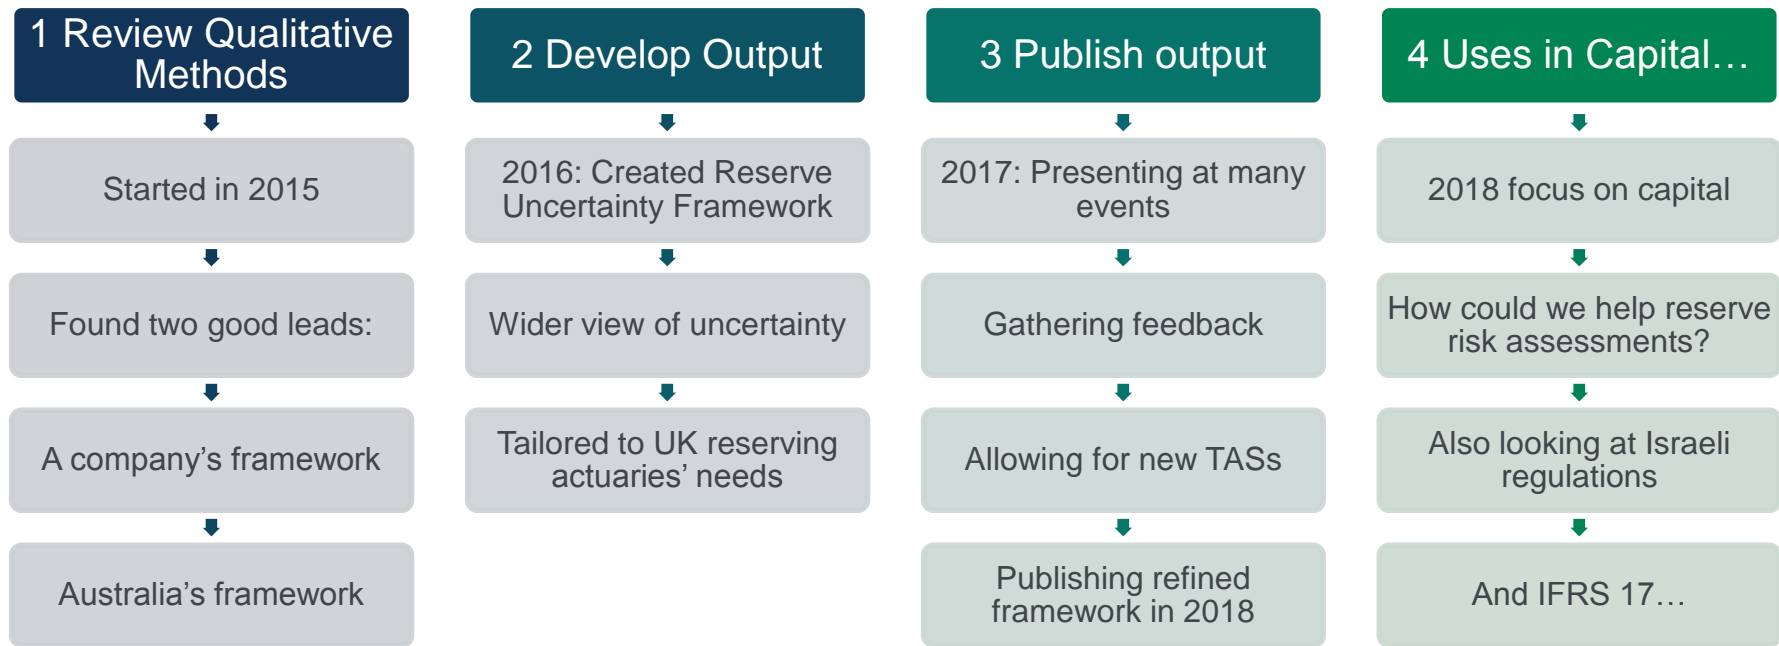 1 Review Qualitative
Methods
Started in 2015
Found two good leads:
A company’s framework
Australia’s framework
2 Develop Output
2016: Created Reserve
Uncertainty Framework
Wider view of uncertainty
Tailored to UK reserving
actuaries’ needs
3 Publish output
2017: Presenting at many
events
Gathering feedback
Allowing for new TASs
Publishing refined
framework in 2018
4 Uses in Capital…
2018 focus on capital
How could we help reserve
risk assessments?
Also looking at Israeli
regulations
And IFRS 17…